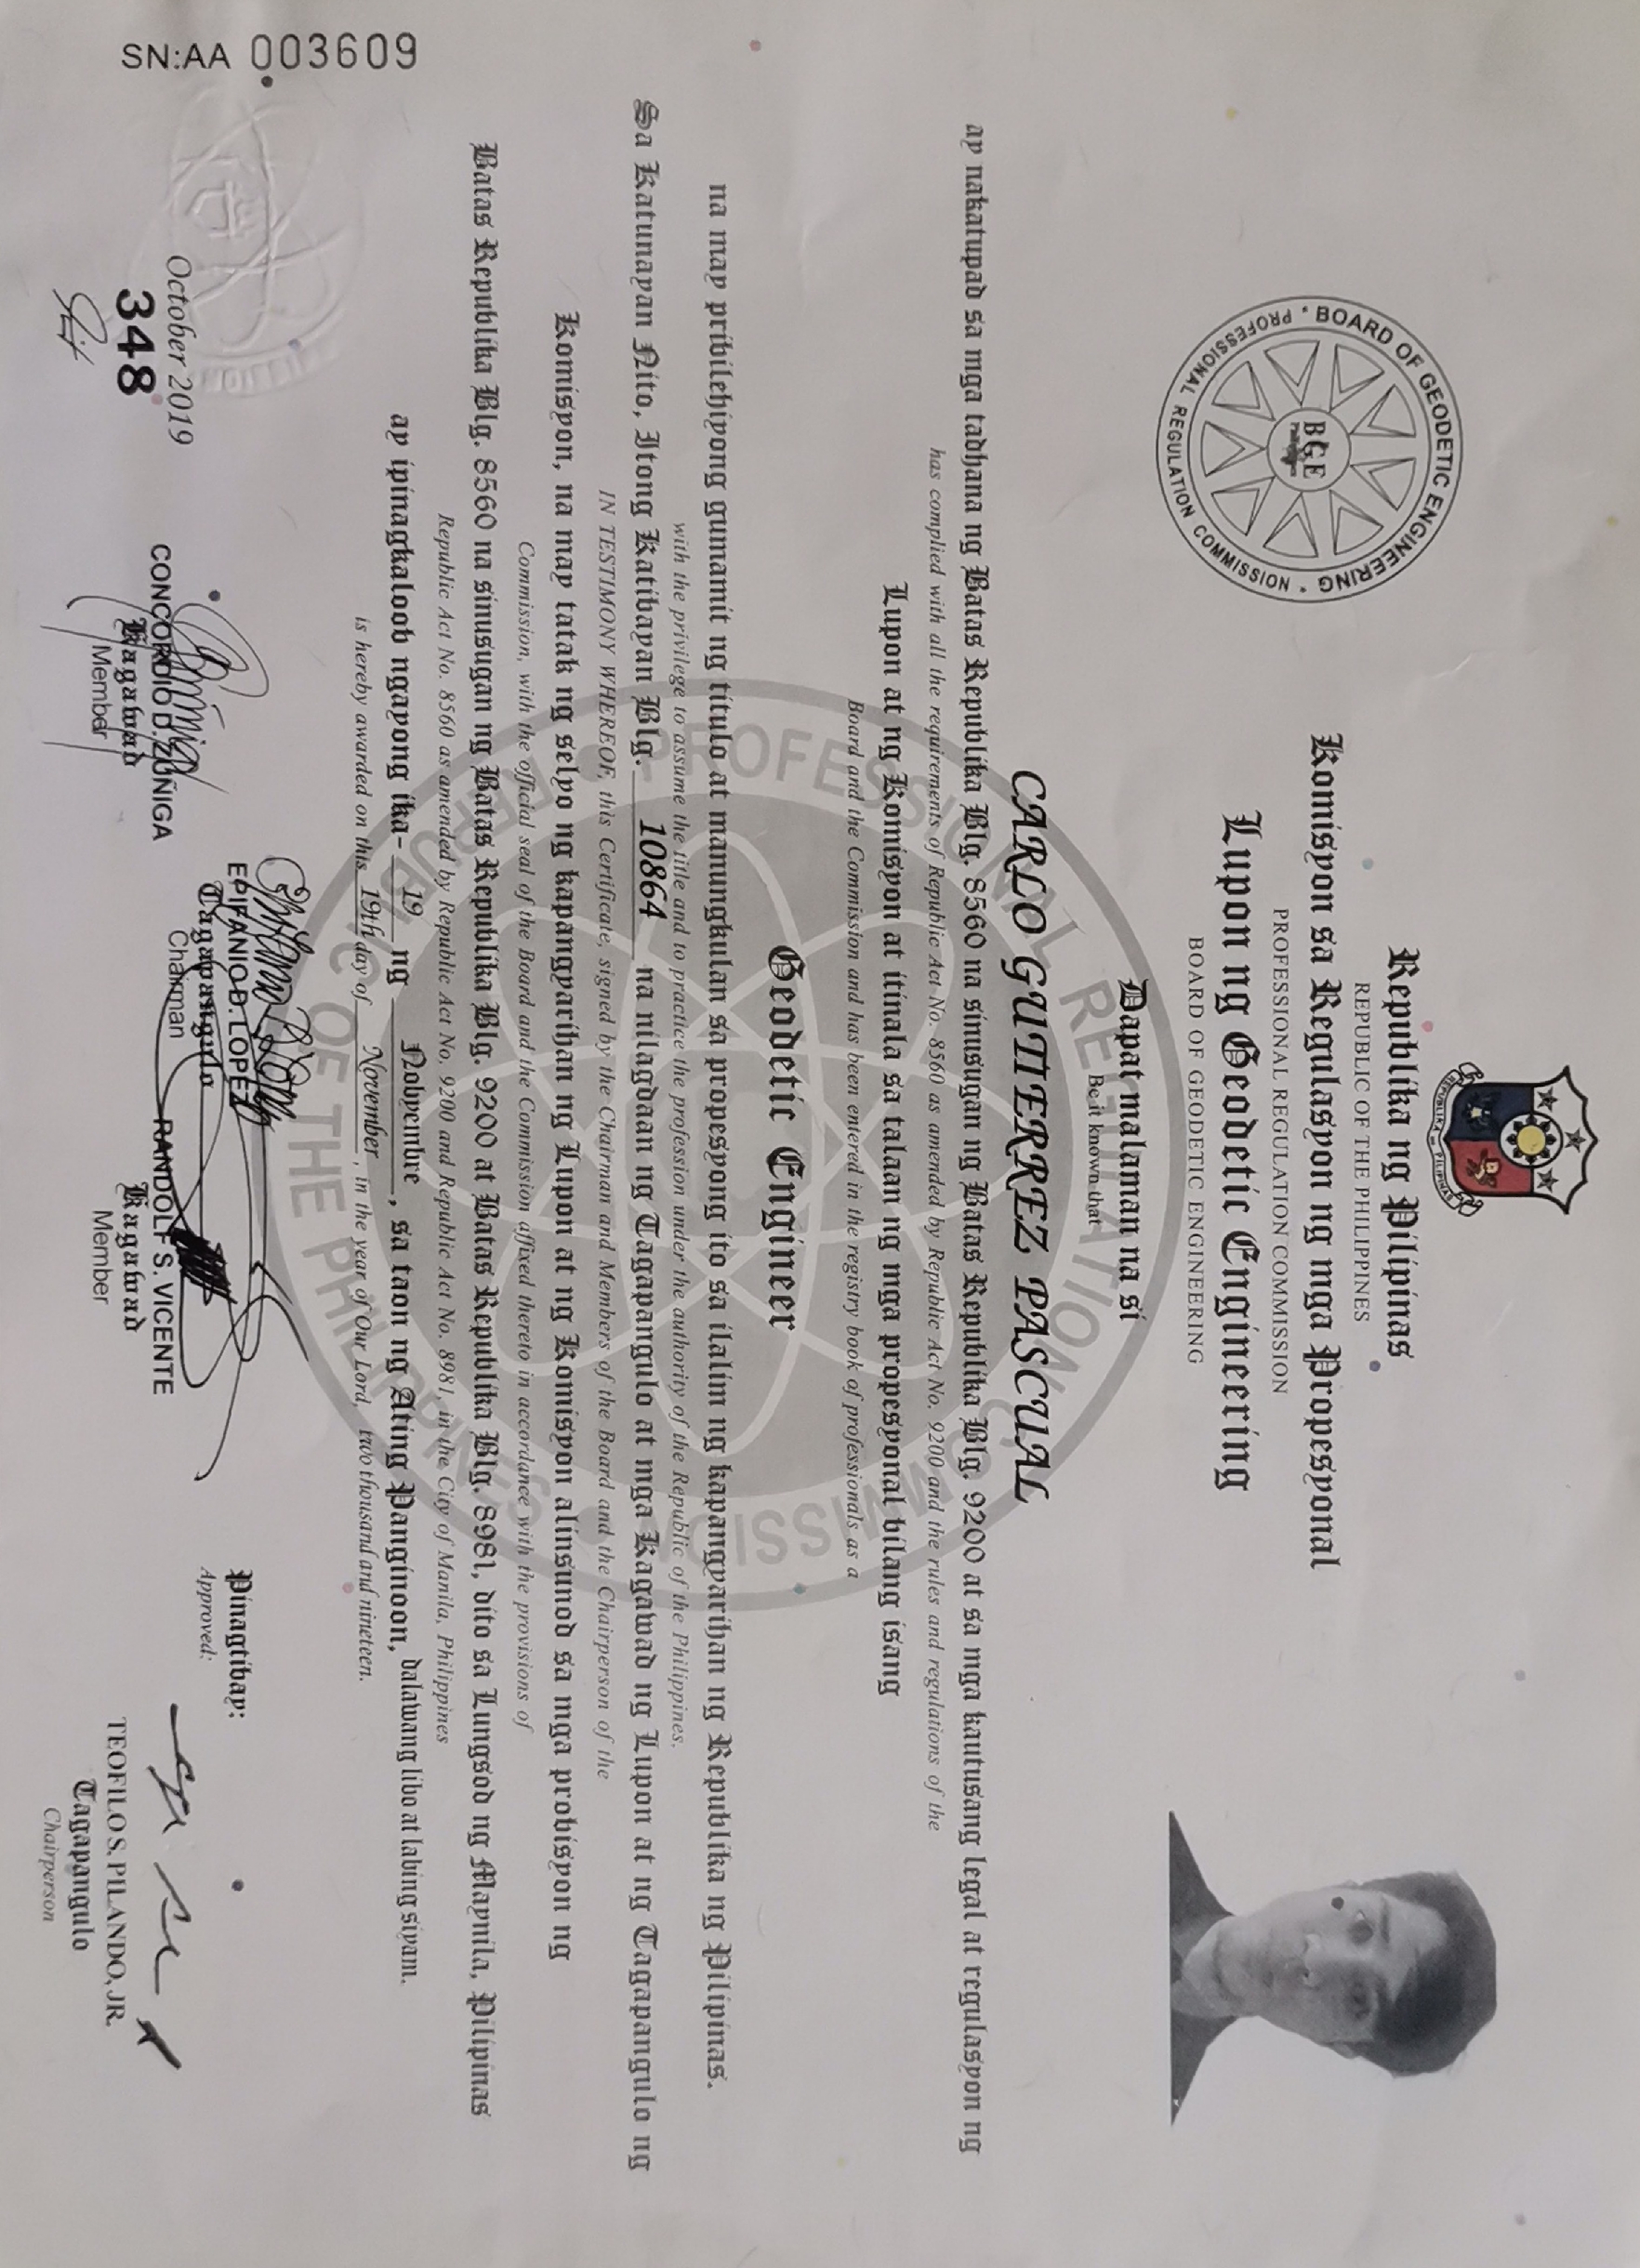 Republika ng Pilipinas
REPUBLIC OF THE PHILIPPINES
Komisyon sa Regulasyon ng mga Propesyonal
PROFESSIONAL REGULATION COMMISSION
Lupon ng Geodetic Engineering
BOARD OF GEODETIC ENGINEERING
BOARD OF GEODETIC ENGINEERING • PROFESSIONAL REGULATION COMMISSION •
BGE
REPUBLIKA NG PILIPINAS
Dapat malaman na si
Be it known that
CARLO GUTIERREZ PASCUAL
ay nakatupad sa mga tadhana ng Batas Republika Blg. 8560 na sinusugan ng Batas Republika Blg. 9200 at sa mga kautusang legal at regulasyon ng
has complied with all the requirements of Republic Act No. 8560 as amended by Republic Act No. 9200 and the rules and regulations of the
Lupon at ng Komisyon at itinala sa talaan ng mga propesyonal bilang isang
Board and the Commission and has been entered in the registry book of professionals as a
Geodetic Engineer
na may pribilehiyong gumamit ng titulo at manungkulan sa propesyong ito sa ilalim ng kapangyarihan ng Republika ng Pilipinas.
with the privilege to assume the title and to practice the profession under the authority of the Republic of the Philippines.
Sa Katunayan Nito, Itong Katibayan Blg. 10864 na nilagdaan ng Tagapangulo at mga Kagawad ng Lupon at ng Tagapangulo ng
IN TESTIMONY WHEREOF, this Certificate, signed by the Chairman and Members of the Board and the Chairperson of the
Komisyon, na may tatak ng selyo ng kapangyarihan ng Lupon at ng Komisyon alinsunod sa mga probisyon ng
Commission, with the official seal of the Board and the Commission affixed thereto in accordance with the provisions of
Batas Republika Blg. 8560 na sinusugan ng Batas Republika Blg. 9200 at Batas Republika Blg. 8981, dito sa Lungsod ng Maynila, Pilipinas
Republic Act No. 8560 as amended by Republic Act No. 9200 and Republic Act No. 8981, in the City of Manila, Philippines
ay ipinagkaloob ngayong ika- 19 ng Nobyembre, sa taon ng Ating Panginoon, dalawang libo at labing siyam.
is hereby awarded on this 19th day of November, in the year of Our Lord, two thousand and nineteen.
PROFESSIONAL REGULATION COMMISSION • REPUBLIC OF THE PHILIPPINES •
SN:AA 003609
October 2019
348
CONCORDIO D. ZUÑIGA
Kagawad
Member
EPIFANIO D. LOPEZ
Tagapangulo
Chairman
RANDOLF S. VICENTE
Kagawad
Member
Pinagtibay:
Approved:
TEOFILO S. PILANDO, JR.
Tagapangulo
Chairperson